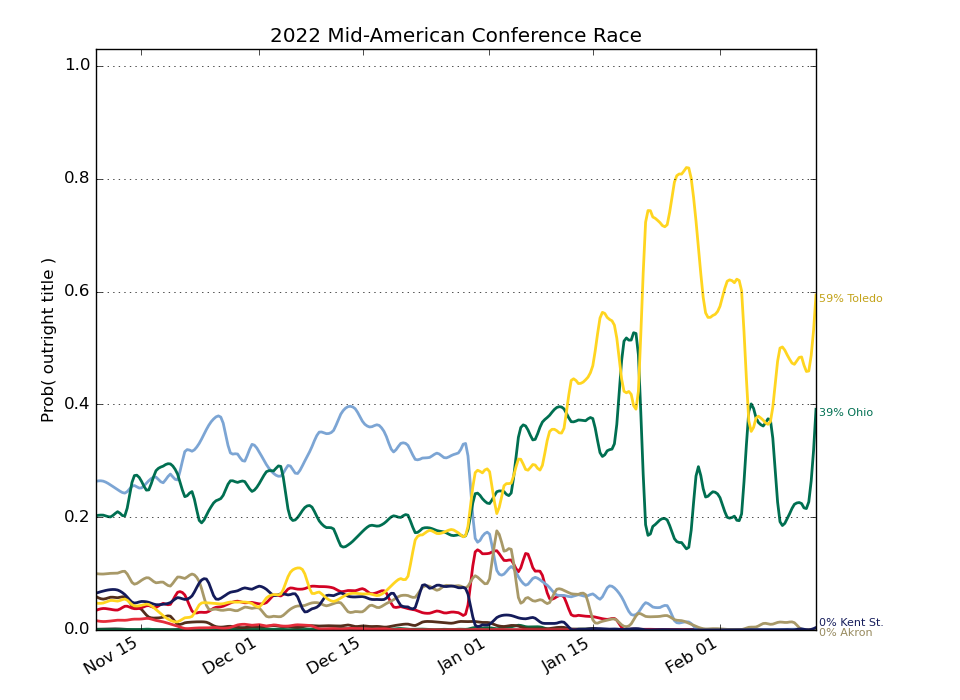 2022 Mid-American Conference Race
Prob( outright title )
1.0
0.8
0.6
0.4
0.2
0.0
Nov 15
Dec 01
Dec 15
Jan 01
Jan 15
Feb 01
59% Toledo
39% Ohio
0% Kent St.
0% Akron